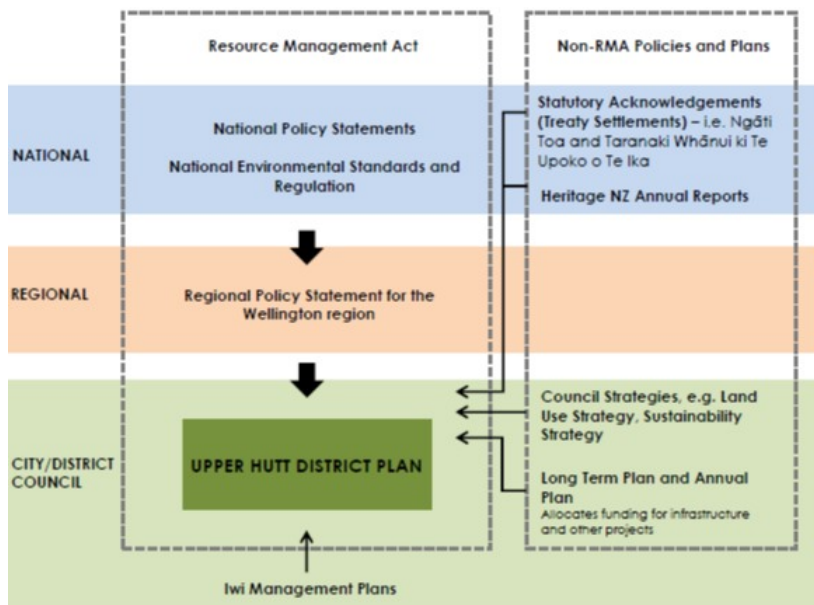 Resource Management Act
Non-RMA Policies and Plans
NATIONAL
National Policy Statements
National Environmental Standards and
Regulation
Statutory Acknowledgements
(Treaty Settlements) – i.e. Ngāti
Toa and Taranaki Whānui ki Te
Upoko o Te Ika
Heritage NZ Annual Reports
REGIONAL
Regional Policy Statement for the
Wellington region
CITY/DISTRICT
COUNCIL
UPPER HUTT DISTRICT PLAN
Council Strategies, e.g. Land
Use Strategy, Sustainability
Strategy
Long Term Plan and Annual
Plan
Allocates funding for infrastructure
and other projects
Iwi Management Plans